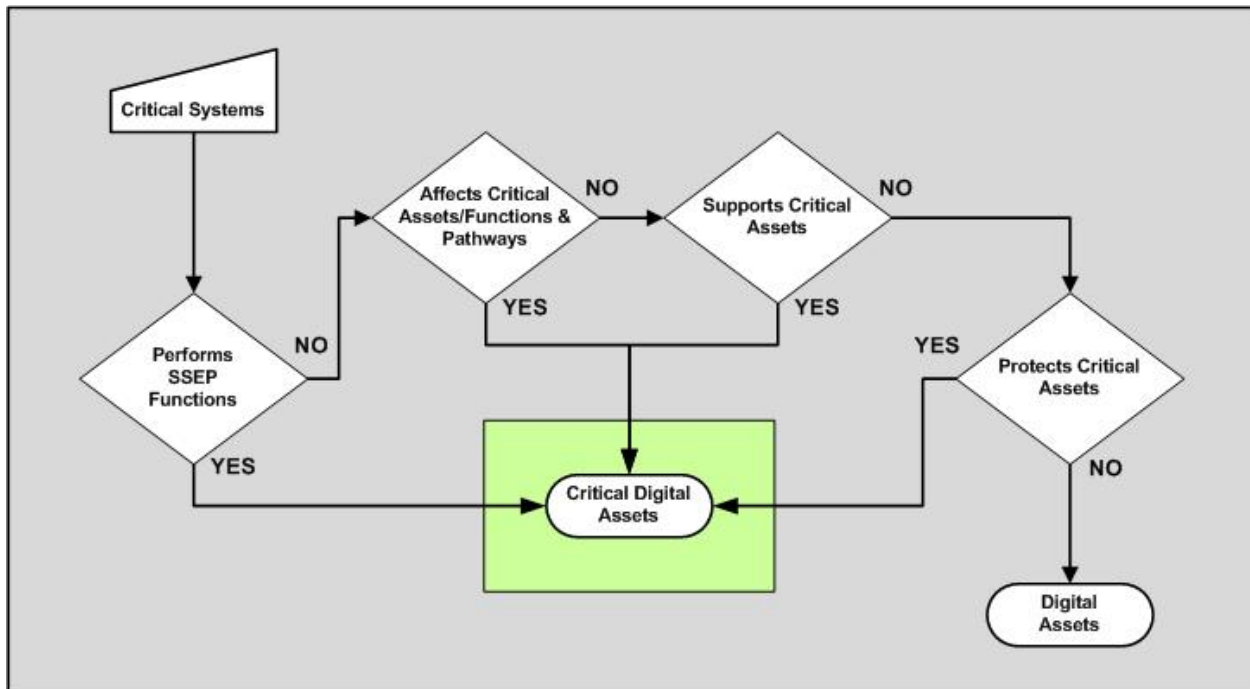 Critical Systems
Affects Critical
Assets/Functions &
Pathways
NO
Supports Critical
Assets
NO
YES
YES
Performs
SSEP
Functions
NO
YES
YES
Protects Critical
Assets
NO
Critical Digital
Assets
Digital
Assets